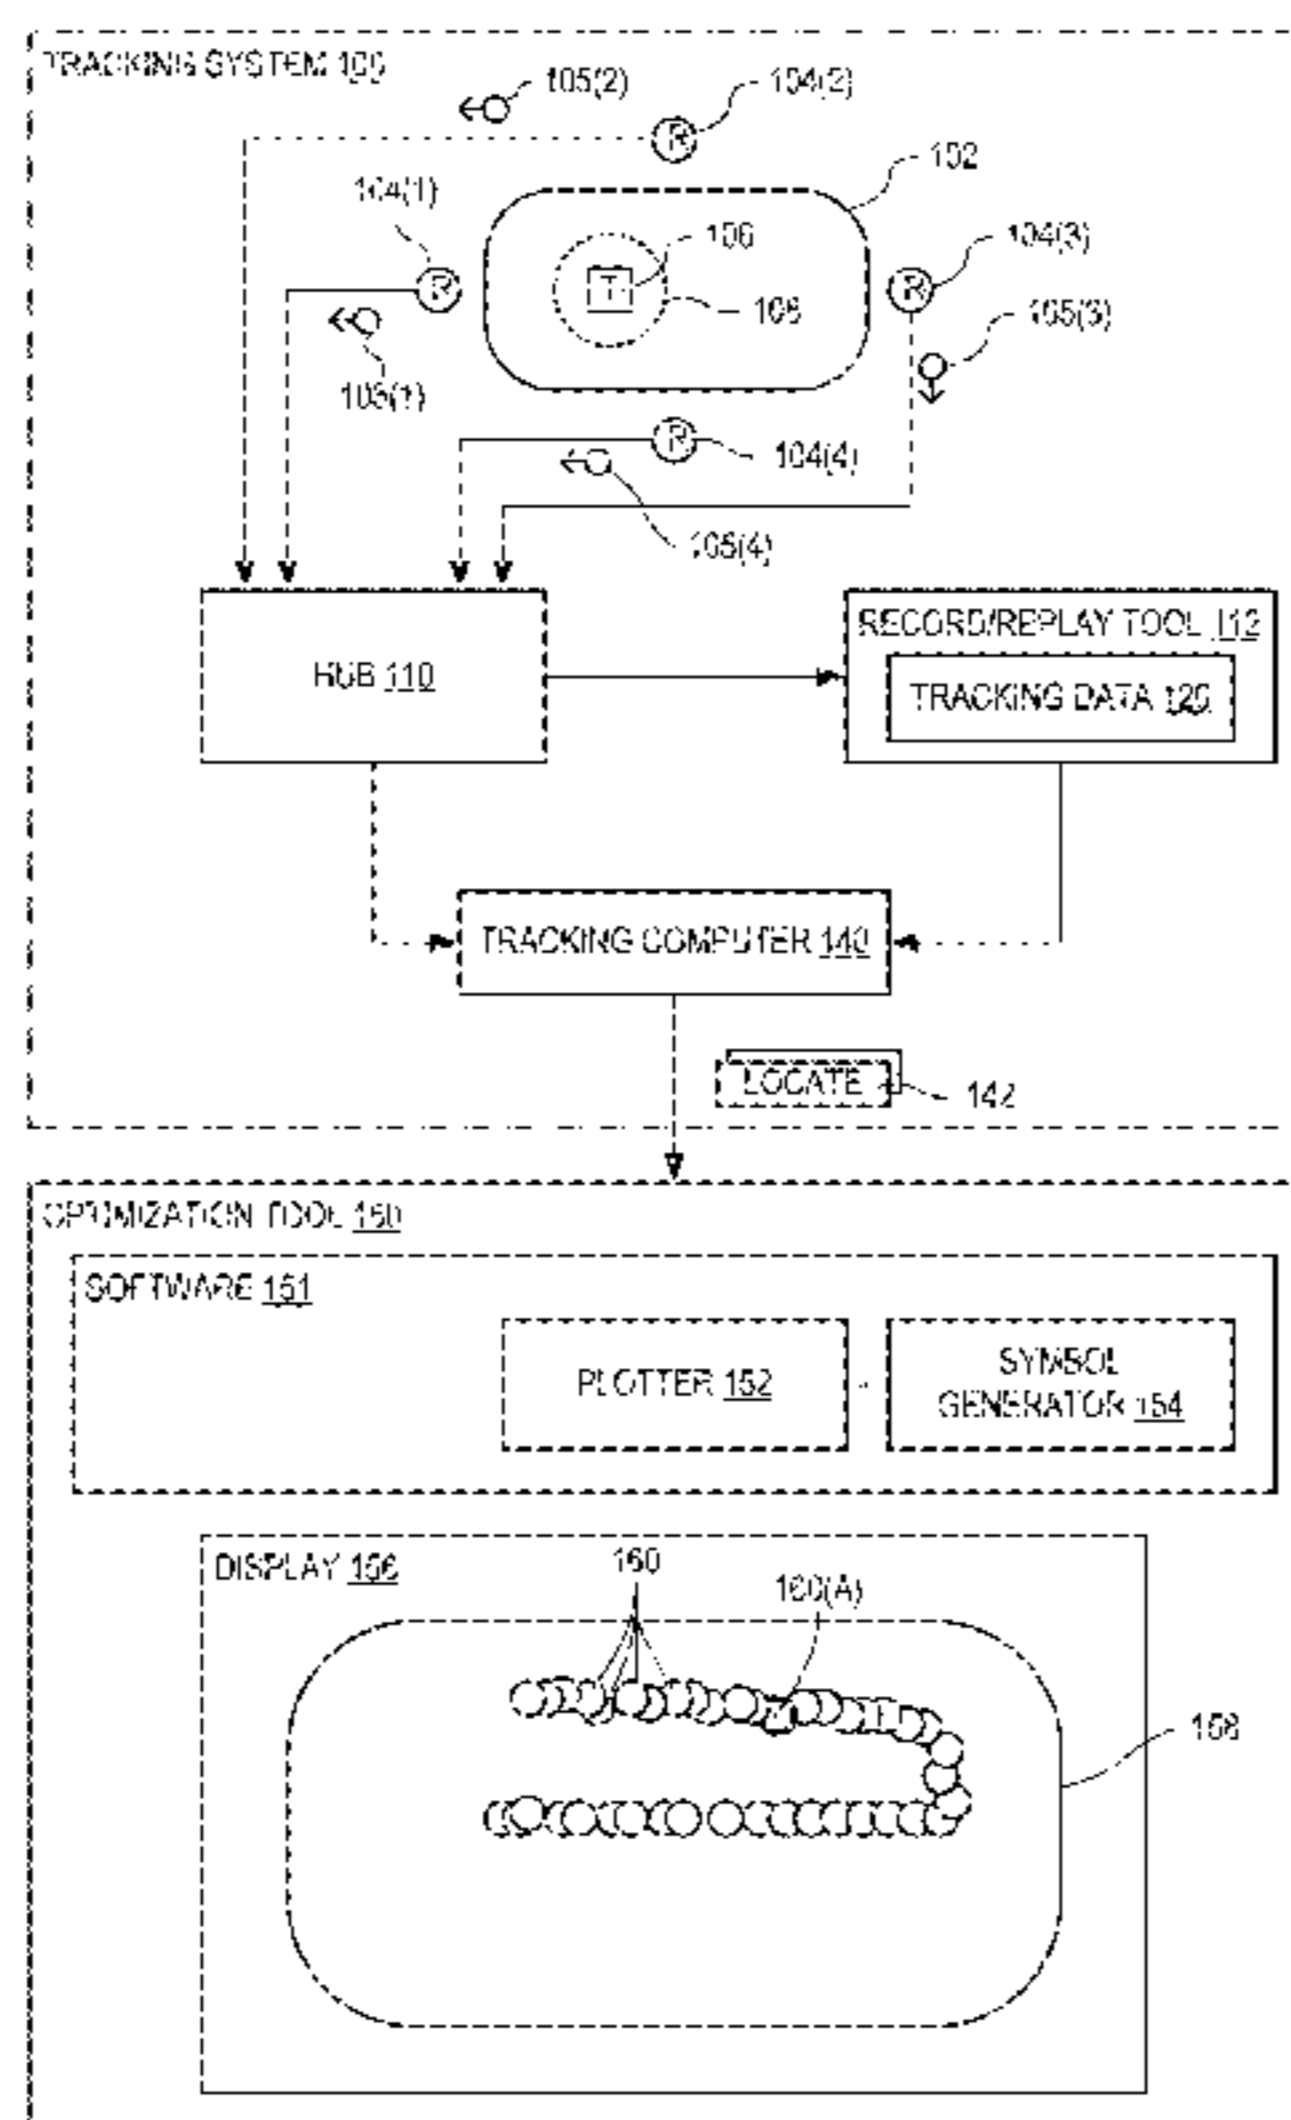 TRACKING SYSTEM 100
105(2)
104(2)
R
102
104(1)
106
104(3)
R
T
R
108
105(3)
105(1)
R
104(4)
105(4)
HUB 110
RECORD/REPLAY TOOL 112
TRACKING DATA 120
TRACKING COMPUTER 140
LOCATE
142
OPTIMIZATION TOOL 150
SOFTWARE 151
PLOTTER 152
SYMBOL
GENERATOR 154
DISPLAY 156
160
160(A)
158